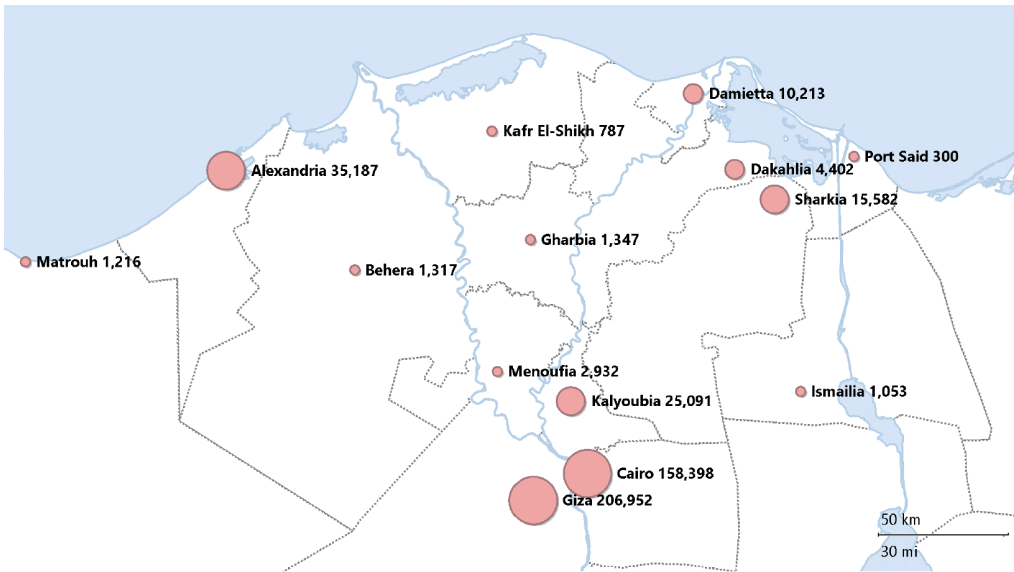 Damietta 10,213
Kafr El-Shikh 787
Port Said 300
Alexandria 35,187
Dakahlia 4,402
Sharkia 15,582
Gharbia 1,347
Matrouh 1,216
Behera 1,317
Menoufia 2,932
Ismailia 1,053
Kalyoubia 25,091
Cairo 158,398
Giza 206,952
50 km
30 mi